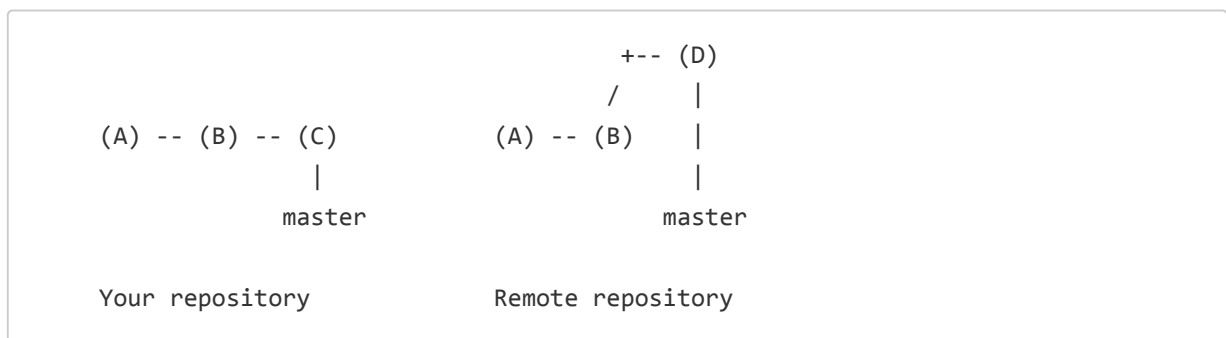 +-- (D)
/ |
(A) -- (B) -- (C) (A) -- (B) |
| |
master master
Your repository Remote repository